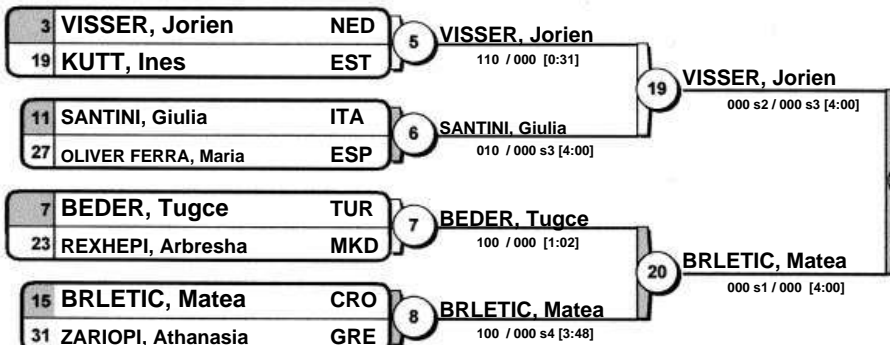 3 VISSER, Jorien NED
19 KUTT, Ines EST
5
VISSER, Jorien
110 / 000 [0:31]
11 SANTINI, Giulia ITA
27 OLIVER FERRA, Maria ESP
6
SANTINI, Giulia
010 / 000 s3 [4:00]
19
VISSER, Jorien
000 s2 / 000 s3 [4:00]
7 BEDER, Tugce TUR
23 REXHEPI, Arbresha MKD
7
BEDER, Tugce
100 / 000 [1:02]
15 BRLETIC, Matea CRO
31 ZARIOPI, Athanasia GRE
8
BRLETIC, Matea
100 / 000 s4 [3:48]
20
BRLETIC, Matea
000 s1 / 000 [4:00]